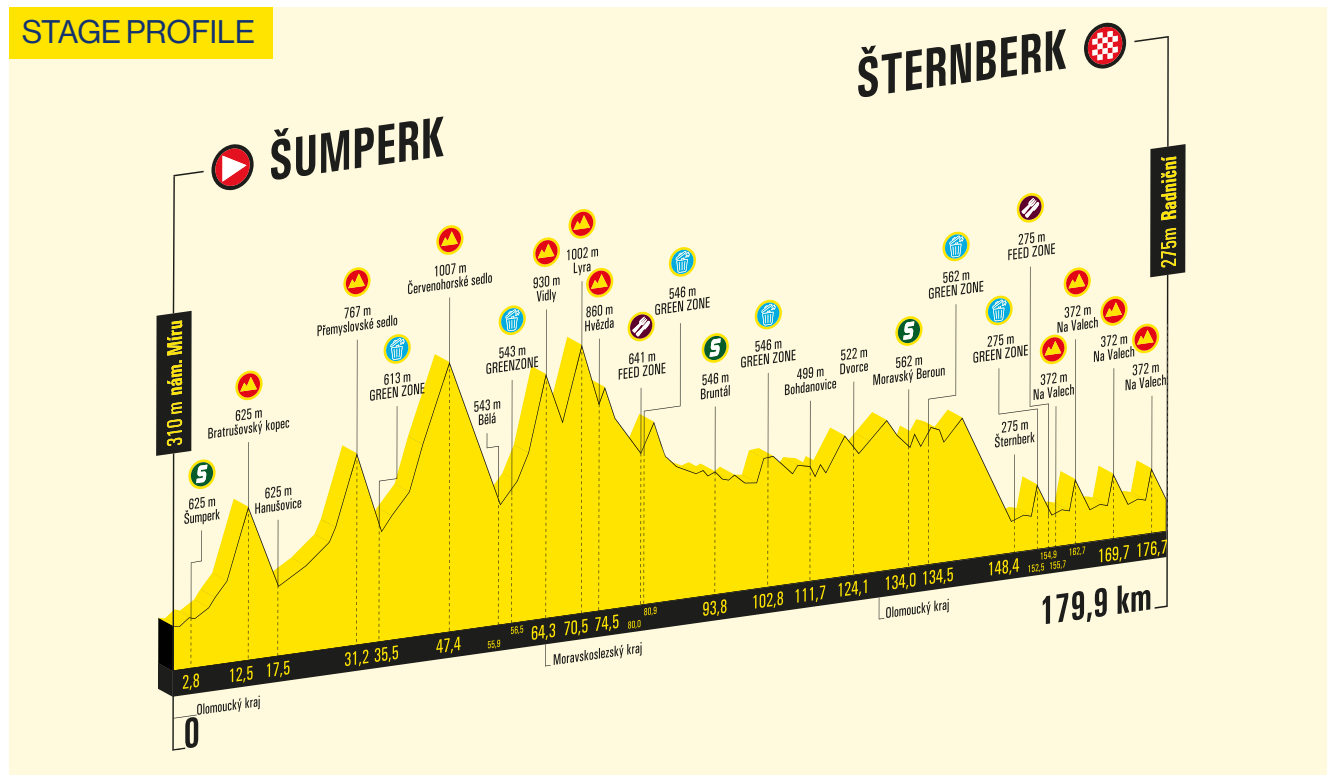 STAGE PROFILE
ŠTERNBERK
ŠUMPERK
310 m nám. Míru
275m Radniční
S
625 m
Šumperk
625 m
Bratrušovský kopec
625 m
Hanušovice
767 m
Přemyslovské sedlo
613 m
GREEN ZONE
1007 m
Červenohorské sedlo
543 m
Bělá
543 m
GREENZONE
930 m
Vidly
1002 m
Lyra
860 m
Hvězda
641 m
FEED ZONE
546 m
GREEN ZONE
S
546 m
Bruntál
546 m
GREEN ZONE
499 m
Bohdanovice
522 m
Dvorce
S
562 m
Moravský Beroun
562 m
GREEN ZONE
275 m
GREEN ZONE
275 m
Šternberk
275 m
FEED ZONE
372 m
Na Valech
372 m
Na Valech
372 m
Na Valech
372 m
Na Valech
2,8
12,5
17,5
31,2
35,5
47,4
55,9
56,5
64,3
70,5
74,5
80,0
80,9
93,8
102,8
111,7
124,1
134,0
134,5
148,4
152,5
154,9
155,7
162,7
169,7
176,7
179,9 km
Olomoucký kraj
Moravskoslezský kraj
Olomoucký kraj
0